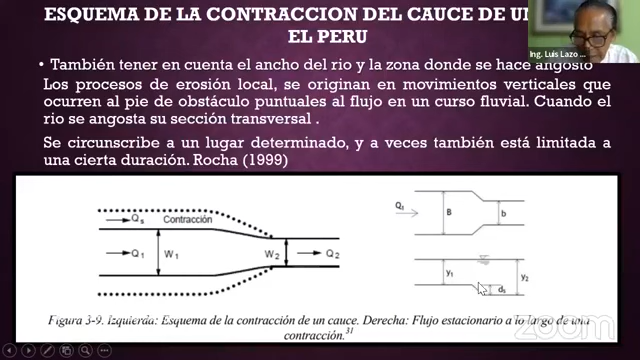 ESQUEMA DE LA CONTRACCION DEL CAUCE DE UN
EL PERU
Ing. Luis Lazo
• También tener en cuenta el ancho del rio y la zona donde se hace angosto
Los procesos de erosión local, se originan en movimientos verticales que
ocurren al pie de obstáculo puntuales al flujo en un curso fluvial. Cuando el
rio se angosta su sección transversal .
Se circunscribe a un lugar determinado, y a veces también está limitada a
una cierta duración. Rocha (1999)
Qs Contracción
Q1 W1 W2 Q2
B b
y1 y2
Figura 3-9. Izquierda: Esquema de la contracción de un cauce. Derecha: Flujo estacionario a lo largo de una
contracción.31
zoom